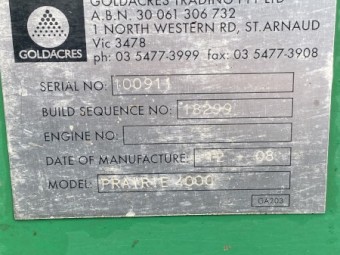 GOLDACRES TRADING PTY LTD
A.B.N. 30 061 306 732
1 NORTH WESTERN RD, ST.ARNAUD
Vic 3478
ph: 03 5477-3999 fax: 03 5477-3908
GOLDACRES
SERIAL NO: 100911
BUILD SEQUENCE NO: 18299
ENGINE NO:
DATE OF MANUFACTURE: 12 08
MODEL: PRAIRIE 4000
GA203